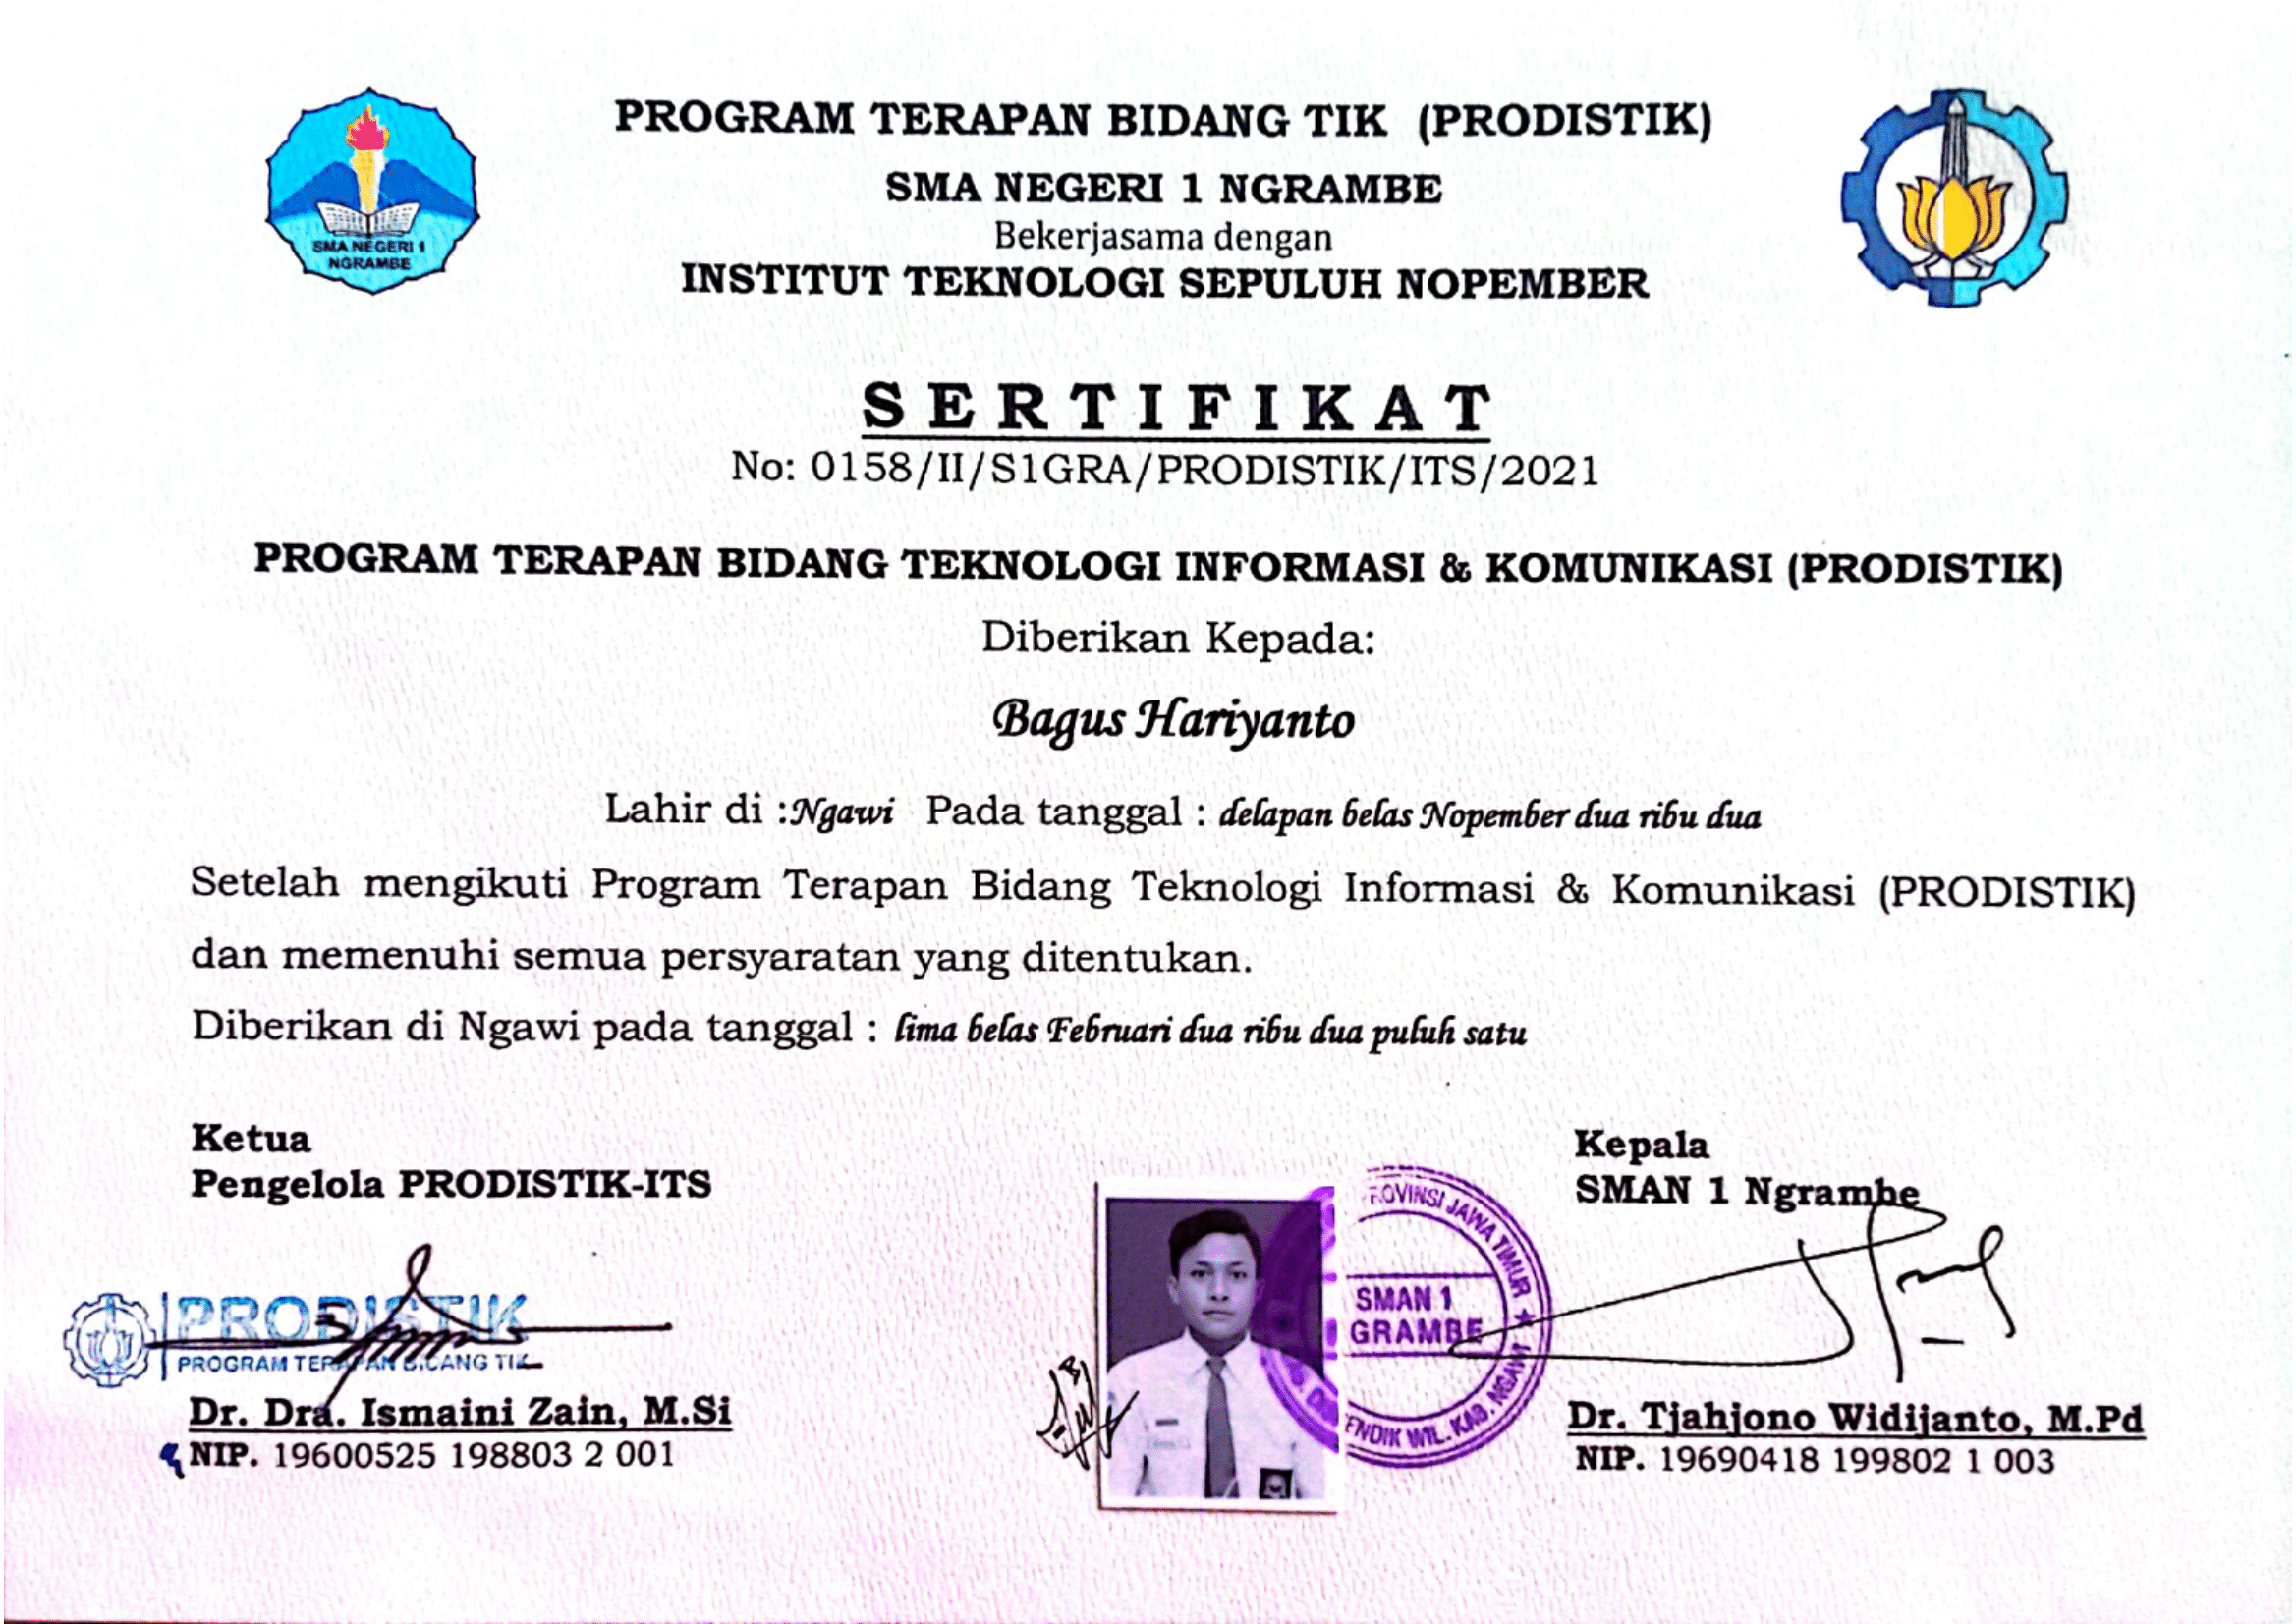 SMA NEGERI 1
NGRAMBE
PROGRAM TERAPAN BIDANG TIK (PRODISTIK)
SMA NEGERI 1 NGRAMBE
Bekerjasama dengan
INSTITUT TEKNOLOGI SEPULUH NOPEMBER
SERTIFIKAT
No: 0158/II/S1GRA/PRODISTIK/ITS/2021
PROGRAM TERAPAN BIDANG TEKNOLOGI INFORMASI & KOMUNIKASI (PRODISTIK)
Diberikan Kepada:
Bagus Hariyanto
Lahir di :Ngawi Pada tanggal : delapan belas Nopember dua ribu dua
Setelah mengikuti Program Terapan Bidang Teknologi Informasi & Komunikasi (PRODISTIK)
dan memenuhi semua persyaratan yang ditentukan.
Diberikan di Ngawi pada tanggal : lima belas Februari dua ribu dua puluh satu
Ketua
Pengelola PRODISTIK-ITS
PRODISTIK
PROGRAM TERAPAN BIDANG TIK
Dr. Dra. Ismaini Zain, M.Si
NIP. 19600525 198803 2 001
ROVINSI JAWA TIMUR
SMAN 1
GRAMBE
ENDIK WIL. KAB. NGAWI
Kepala
SMAN 1 Ngrambe
Dr. Tjahjono Widijanto, M.Pd
NIP. 19690418 199802 1 003